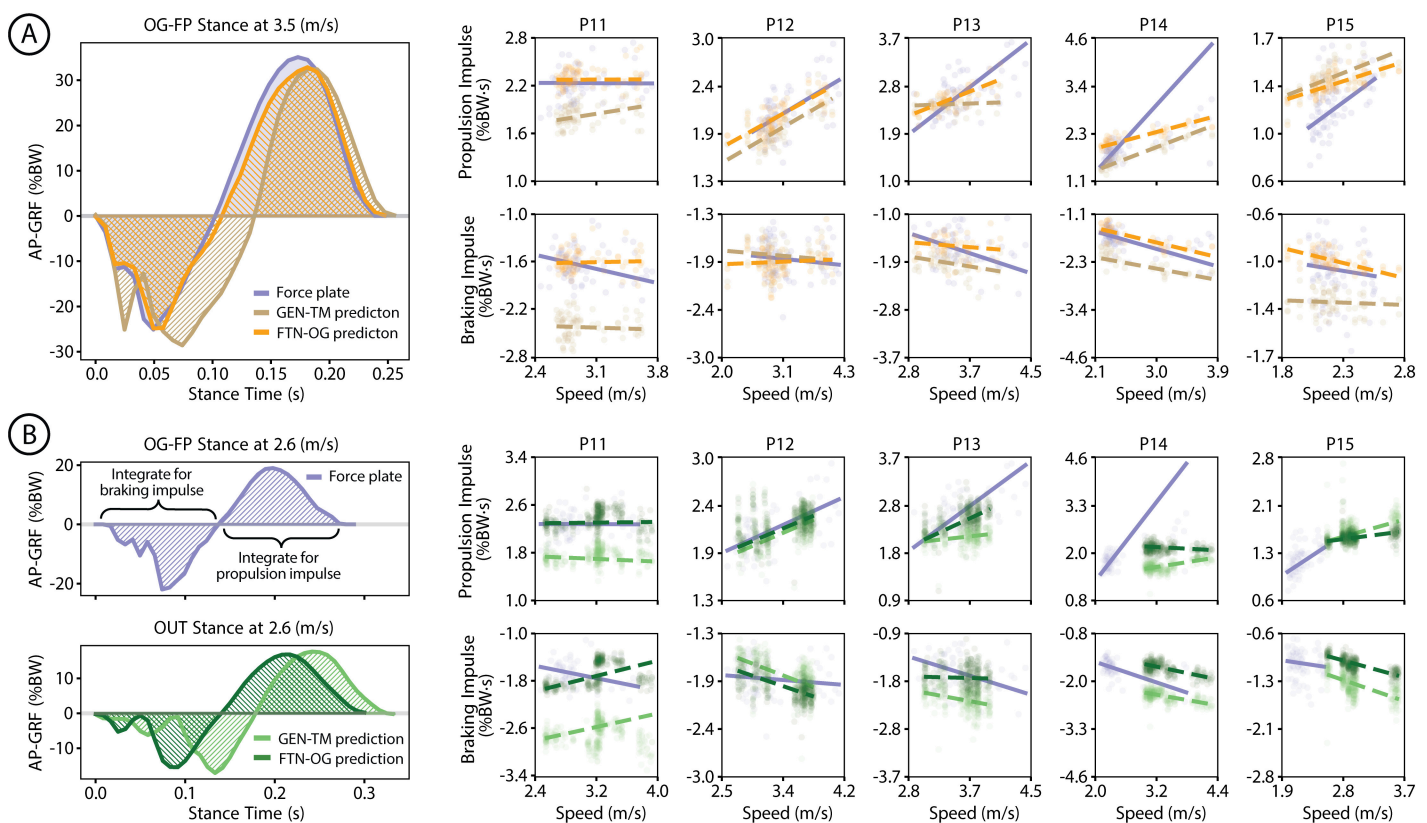 A
OG-FP Stance at 3.5 (m/s)
AP-GRF (%BW)
30
20
10
0
-10
-20
-30
0.0 0.05 0.10 0.15 0.20 0.25
Stance Time (s)
Force plate
GEN-TM predicton
FTN-OG predicton
P11 P12 P13 P14 P15
Propulsion Impulse
(%BW·s)
2.8 3.0 3.7 4.6 1.7
2.2 2.4 2.8 3.4 1.4
1.6 1.9 1.9 2.3 1.0
1.0 1.3 1.0 1.1 0.6
Braking Impulse
(%BW·s)
-1.0 -1.3 -1.0 -1.1 -0.6
-1.6 -1.9 -1.9 -2.3 -1.0
-2.2 -2.4 -2.8 -3.4 -1.4
-2.8 -3.0 -3.7 -4.6 -1.7
2.4 3.1 3.8 2.0 3.1 4.3 2.8 3.7 4.5 2.1 3.0 3.9 1.8 2.3 2.8
Speed (m/s) Speed (m/s) Speed (m/s) Speed (m/s) Speed (m/s)
B
OG-FP Stance at 2.6 (m/s)
AP-GRF (%BW)
20
0
-20
Integrate for
braking impulse
Force plate
Integrate for
propulsion impulse
OUT Stance at 2.6 (m/s)
AP-GRF (%BW)
10
0
-10
GEN-TM prediction
FTN-OG prediction
0.0 0.1 0.2 0.3
Stance Time (s)
P11 P12 P13 P14 P15
Propulsion Impulse
(%BW·s)
3.4 3.0 3.7 4.6 2.8
2.6 2.4 2.8 3.3 2.1
1.8 1.9 1.8 2.0 1.3
1.0 1.3 0.9 0.8 0.6
Braking Impulse
(%BW·s)
-1.0 -1.3 -0.9 -0.8 -0.6
-1.8 -1.9 -1.8 -2.0 -1.3
-2.6 -2.4 -2.8 -3.3 -2.1
-3.4 -3.0 -3.7 -4.6 -2.8
2.4 3.2 4.0 2.5 3.4 4.2 2.8 3.7 4.5 2.0 3.2 4.4 1.9 2.8 3.7
Speed (m/s) Speed (m/s) Speed (m/s) Speed (m/s) Speed (m/s)